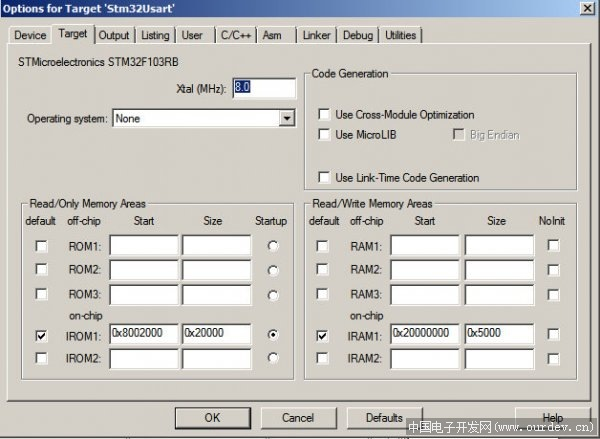 Options for Target 'Stm32Usart'
Device Target Output Listing User C/C++ Asm Linker Debug Utilities
STMicroelectronics STM32F103RB
Xtal (MHz): 8.0
Operating system: None
Code Generation
Use Cross-Module Optimization
Use MicroLIB Big Endian
Use Link-Time Code Generation
Read/Only Memory Areas
default off-chip Start Size Startup
ROM1:
ROM2:
ROM3:
on-chip
IROM1: 0x8002000 0x20000
IROM2:
Read/Write Memory Areas
default off-chip Start Size NoInit
RAM1:
RAM2:
RAM3:
on-chip
IRAM1: 0x20000000 0x5000
IRAM2:
OK Cancel Defaults Help
中国电子开发网(www.ourdev.cn)